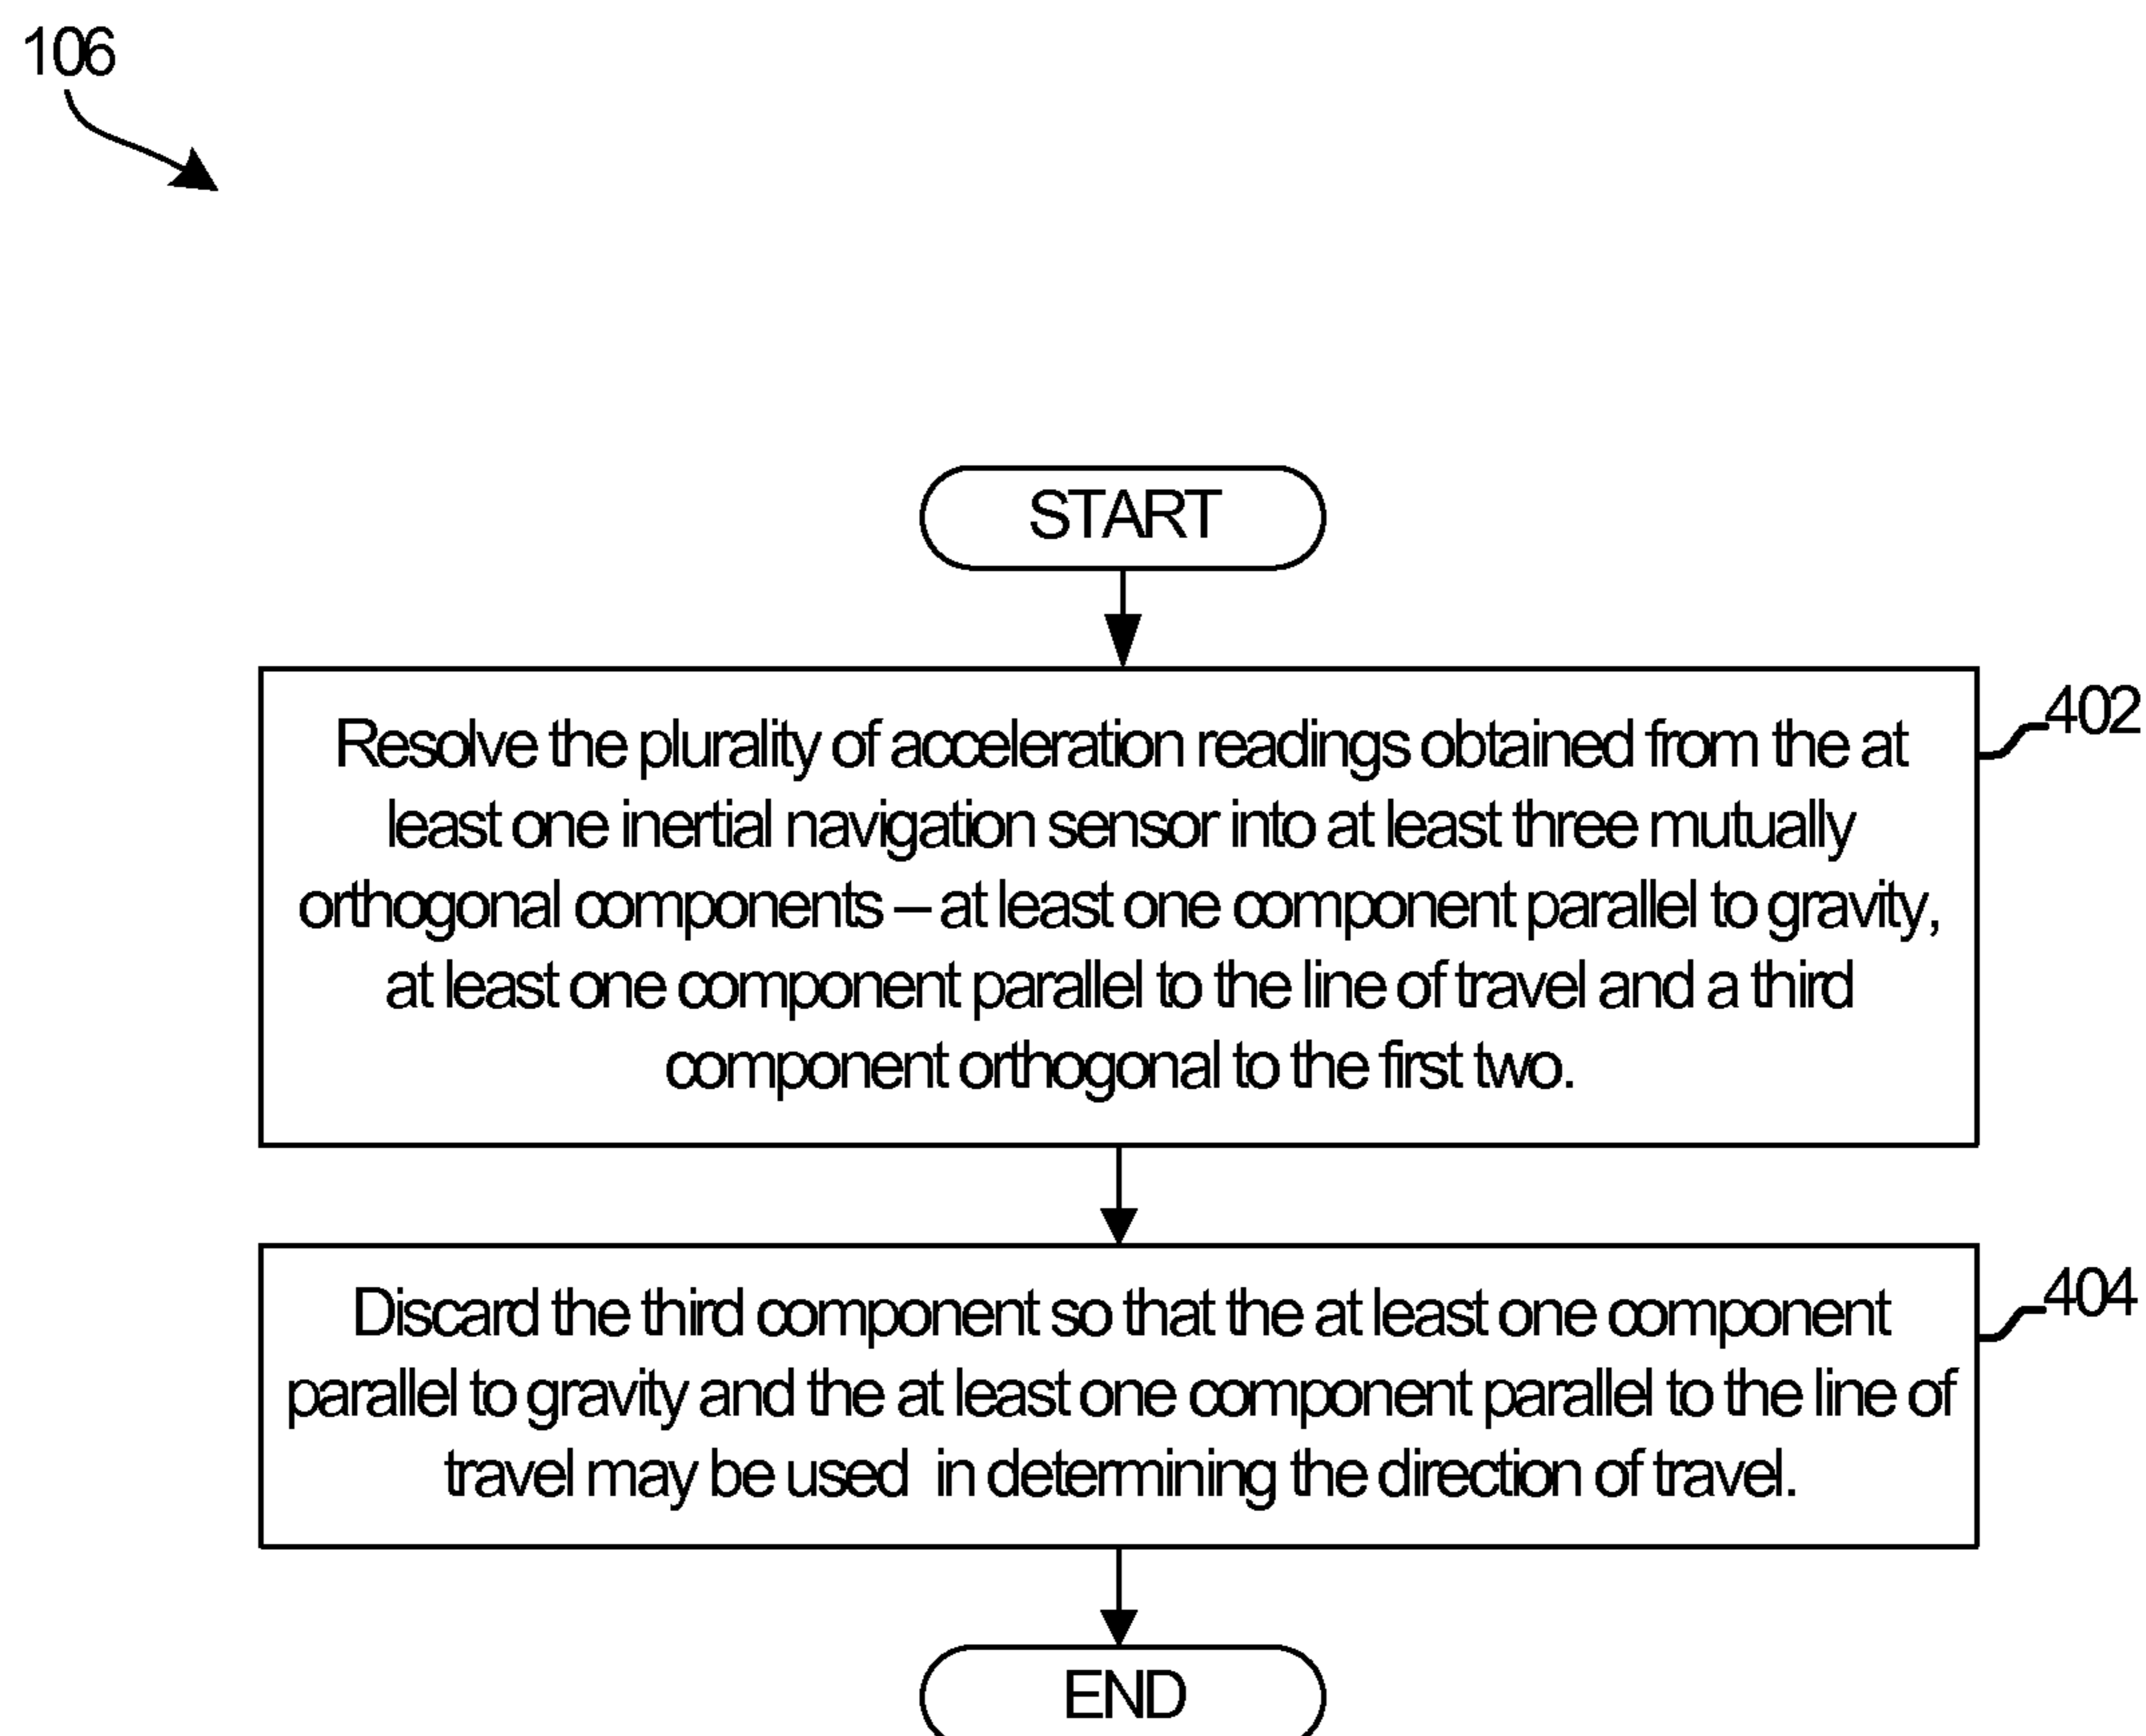 106
START
Resolve the plurality of acceleration readings obtained from the at
least one inertial navigation sensor into at least three mutually
orthogonal components – at least one component parallel to gravity,
at least one component parallel to the line of travel and a third
component orthogonal to the first two.
402
Discard the third component so that the at least one component
parallel to gravity and the at least one component parallel to the line of
travel may be used in determining the direction of travel.
404
END